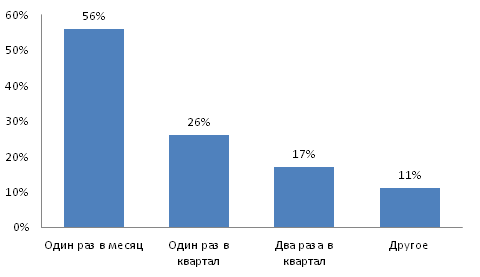 60%
50%
40%
30%
20%
10%
0%
56%
26%
17%
11%
Один раз в месяц
Один раз в
квартал
Два раза в
квартал
Другое